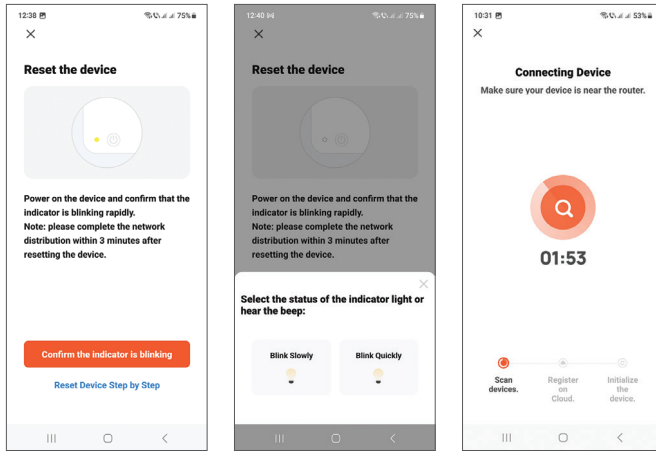 12:38
75%
Reset the device
Power on the device and confirm that the
indicator is blinking rapidly.
Note: please complete the network
distribution within 3 minutes after
resetting the device.
Confirm the indicator is blinking
Reset Device Step by Step
12:40
75%
Reset the device
Power on the device and confirm that the
indicator is blinking rapidly.
Note: please complete the network
distribution within 3 minutes after
resetting the device.
Select the status of the indicator light or
hear the beep:
Blink Slowly
Blink Quickly
10:31
53%
Connecting Device
Make sure your device is near the router.
01:53
Scan
devices.
Register
on
Cloud.
Initialize
the
device.